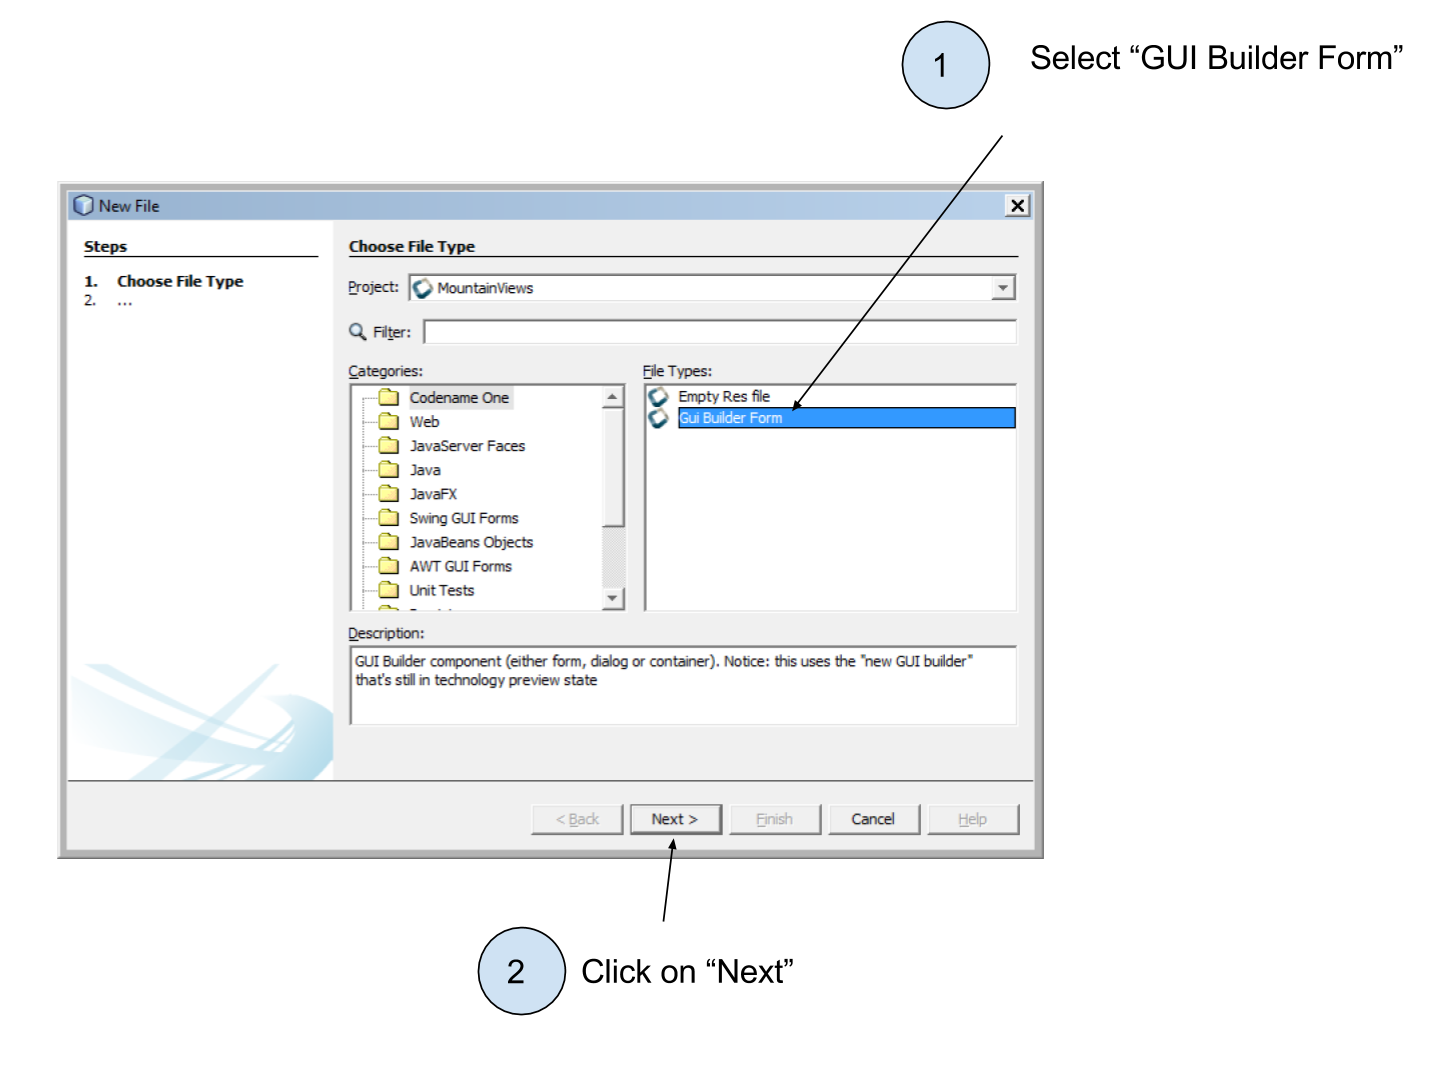 1
Select “GUI Builder Form”
New File
Steps
1. Choose File Type
2. ...
Choose File Type
Project: MountainViews
Filter:
Categories:
Codename One
Web
JavaServer Faces
Java
JavaFX
Swing GUI Forms
JavaBeans Objects
AWT GUI Forms
Unit Tests
File Types:
Empty Res file
Gui Builder Form
Description:
GUI Builder component (either form, dialog or container). Notice: this uses the "new GUI builder"
that's still in technology preview state
< Back Next > Finish Cancel Help
2
Click on “Next”